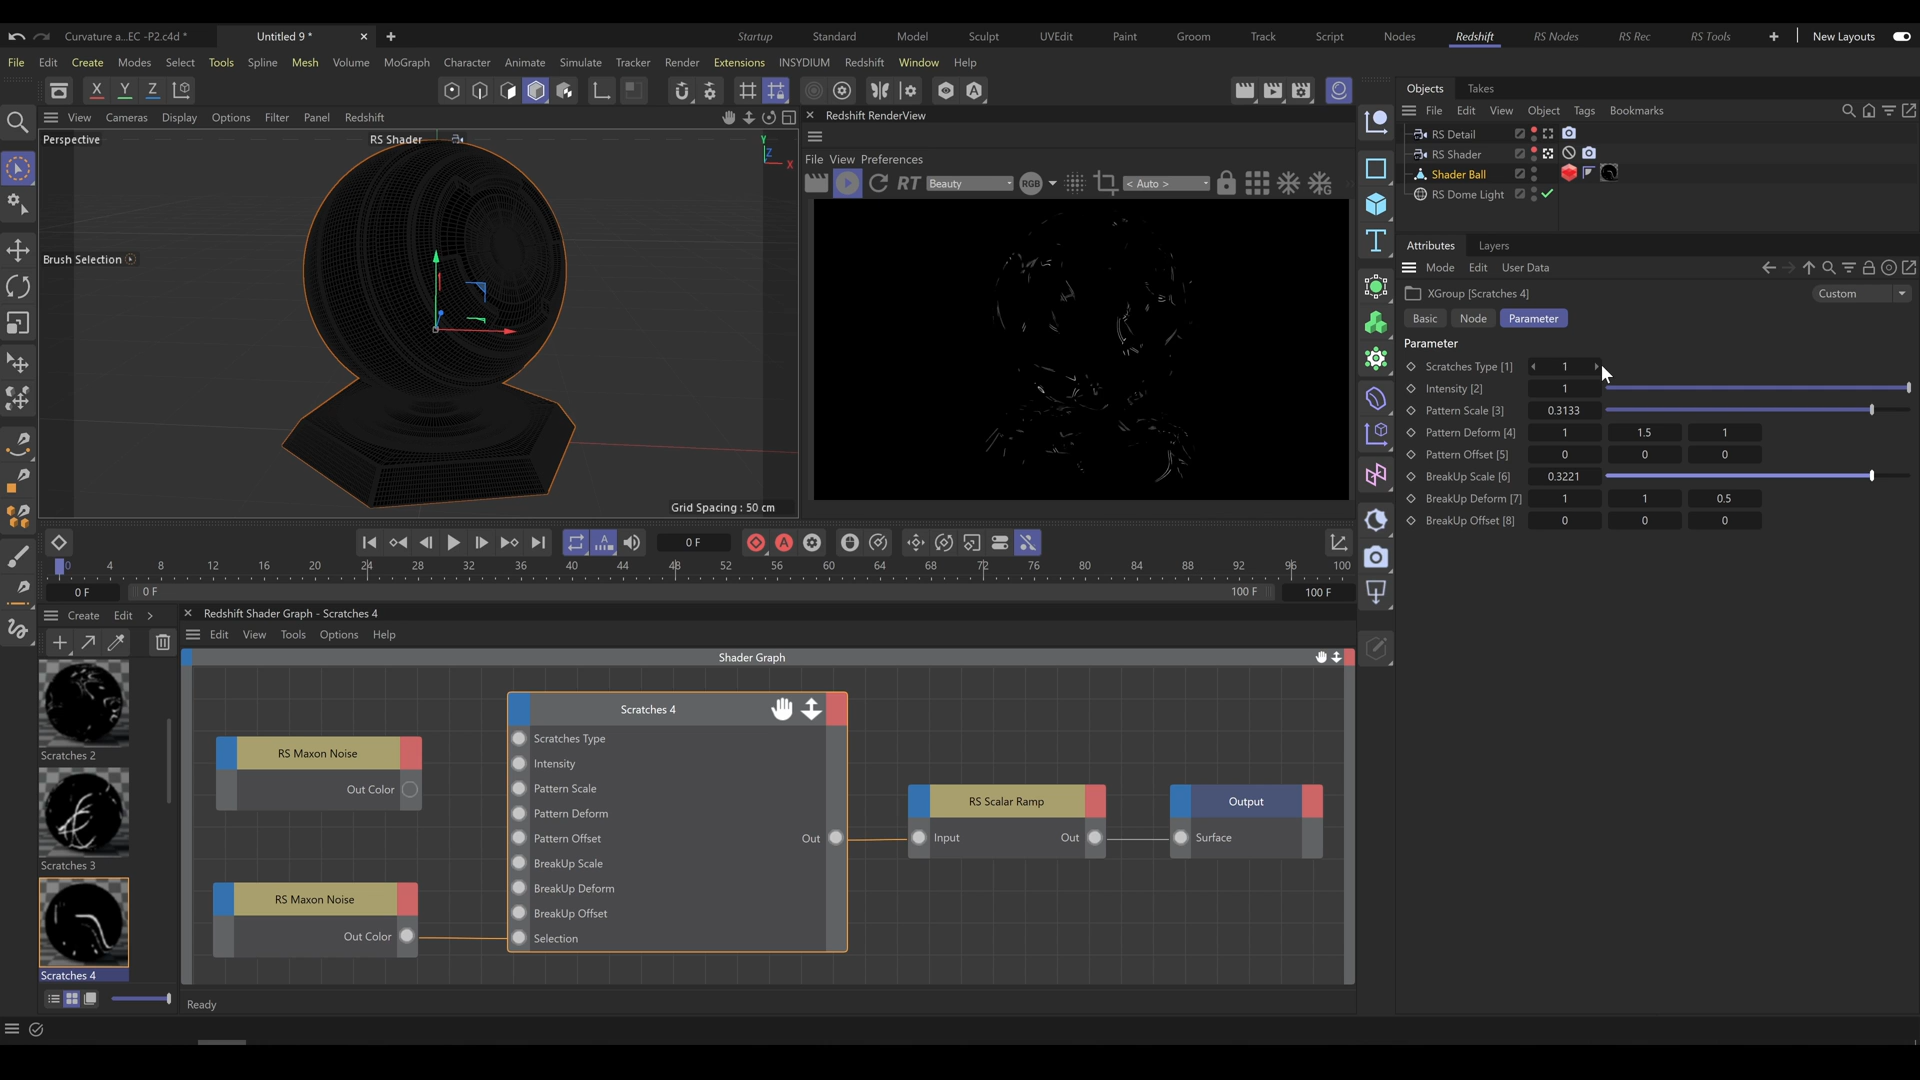 Curvature a...EC -P2.c4d *
Untitled 9 *
Startup
Standard
Model
Sculpt
UVEdit
Paint
Groom
Track
Script
Nodes
Redshift
RS Nodes
RS Rec
RS Tools
New Layouts
File Edit Create Modes Select Tools Spline Mesh Volume MoGraph Character Animate Simulate Tracker Render Extensions INSYDIUM Redshift Window Help
X Y Z
View Cameras Display Options Filter Panel Redshift
Perspective
RS Shader
Y
Z
X
Brush Selection
Grid Spacing : 50 cm
Redshift RenderView
File View Preferences
RT
Beauty
RGB
< Auto >
Objects Takes
File Edit View Object Tags Bookmarks
RS Detail
RS Shader
Shader Ball
RS Dome Light
Attributes Layers
Mode Edit User Data
XGroup [Scratches 4]
Custom
Basic Node Parameter
Parameter
Scratches Type [1] 1
Intensity [2] 1
Pattern Scale [3] 0.3133
Pattern Deform [4] 1 1.5 1
Pattern Offset [5] 0 0 0
BreakUp Scale [6] 0.3221
BreakUp Deform [7] 1 1 0.5
BreakUp Offset [8] 0 0 0
0 F
0 4 8 12 16 20 24 28 32 36 40 44 48 52 56 60 64 68 72 76 80 84 88 92 96 100
0 F 0 F 100 F 100 F
Create Edit
Scratches 2
Scratches 3
Scratches 4
Redshift Shader Graph - Scratches 4
Edit View Tools Options Help
Shader Graph
RS Maxon Noise
Out Color
RS Maxon Noise
Out Color
Scratches 4
Scratches Type
Intensity
Pattern Scale
Pattern Deform
Pattern Offset
Out
BreakUp Scale
BreakUp Deform
BreakUp Offset
Selection
RS Scalar Ramp
Input Out
Output
Surface
Ready